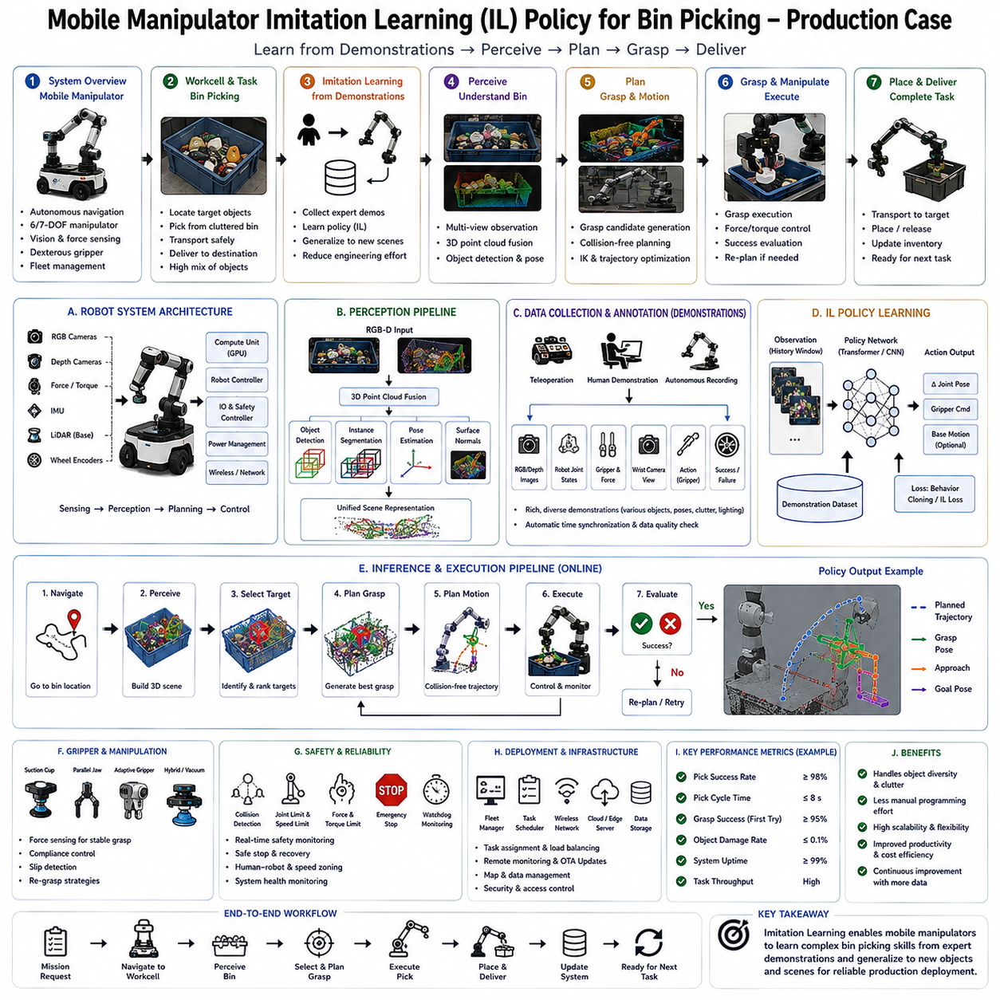 Mobile Manipulator Imitation Learning (IL) Policy for Bin Picking – Production Case
Learn from Demonstrations → Perceive → Plan → Grasp → Deliver
1 System Overview
Mobile Manipulator
• Autonomous navigation
• 6/7-DOF manipulator
• Vision & force sensing
• Dexterous gripper
• Fleet management
2 Workcell & Task
Bin Picking
• Locate target objects
• Pick from cluttered bin
• Transport safely
• Deliver to destination
• High mix of objects
3 Imitation Learning
from Demonstrations
• Collect expert demos
• Learn policy (IL)
• Generalize to new scenes
• Reduce engineering effort
4 Perceive
Understand Bin
• Multi-view observation
• 3D point cloud fusion
• Object detection & pose
5 Plan
Grasp & Motion
• Grasp candidate generation
• Collision-free planning
• IK & trajectory optimization
6 Grasp & Manipulate
Execute
• Grasp execution
• Force/torque control
• Success evaluation
• Re-plan if needed
7 Place & Deliver
Complete Task
• Transport to target
• Place / release
• Update inventory
• Ready for next task
A. ROBOT SYSTEM ARCHITECTURE
RGB Cameras
Depth Cameras
Force / Torque
IMU
LiDAR (Base)
Wheel Encoders
Compute Unit
(GPU)
Robot Controller
IO & Safety
Controller
Power Management
Wireless / Network
Sensing → Perception → Planning → Control
B. PERCEPTION PIPELINE
RGB-D Input
3D Point Cloud Fusion
Object
Detection
Instance
Segmentation
Pose
Estimation
Surface
Normals
Unified Scene Representation
C. DATA COLLECTION & ANNOTATION (DEMONSTRATIONS)
Teleoperation
Human Demonstration
Autonomous Recording
RGB/Depth
Images
Robot Joint
States
Gripper &
Force
Wrist Camera
View
Action
(Gripper)
Success /
Failure
• Rich, diverse demonstrations (various objects, poses, clutter, lighting)
• Automatic time synchronization & data quality check
D. IL POLICY LEARNING
Observation
(History Window)
...
Policy Network
(Transformer / CNN)
Action Output
Δ Joint Pose
Gripper Cmd
Base Motion
(Optional)
Demonstration Dataset
Loss: Behavior
Cloning / IL Loss
E. INFERENCE & EXECUTION PIPELINE (ONLINE)
1. Navigate
Go to bin location
2. Perceive
Build 3D scene
3. Select Target
Identify & rank targets
4. Plan Grasp
Generate best grasp
5. Plan Motion
Collision-free trajectory
6. Execute
Control & monitor
7. Evaluate
Success?
Yes
No
Re-plan / Retry
Policy Output Example
Planned
Trajectory
Grasp
Pose
Approach
Goal Pose
F. GRIPPER & MANIPULATION
Suction Cup
Parallel Jaw
Adaptive Gripper
Hybrid / Vacuum
• Force sensing for stable grasp
• Compliance control
• Slip detection
• Re-grasp strategies
G. SAFETY & RELIABILITY
STOP
Collision
Detection
Joint Limit &
Speed Limit
Force &
Torque Limit
Emergency
Stop
Watchdog
Monitoring
• Real-time safety monitoring
• Safe stop & recovery
• Human-robot & speed zoning
• System health monitoring
H. DEPLOYMENT & INFRASTRUCTURE
Fleet
Manager
Task
Scheduler
Wireless
Network
Cloud / Edge
Server
Data
Storage
• Task assignment & load balancing
• Remote monitoring & OTA Updates
• Map & data management
• Security & access control
I. KEY PERFORMANCE METRICS (EXAMPLE)
Pick Success Rate ≥ 98%
Pick Cycle Time ≤ 8 s
Grasp Success (First Try) ≥ 95%
Object Damage Rate ≤ 0.1%
System Uptime ≥ 99%
Task Throughput High
J. BENEFITS
Handles object diversity
& clutter
Less manual programming
effort
High scalability & flexibility
Improved productivity
& cost efficiency
Continuous improvement
with more data
END-TO-END WORKFLOW
Mission
Request
Navigate to
Workcell
Perceive
Bin
Select & Plan
Grasp
Execute
Pick
Place &
Deliver
Update
System
Ready for Next
Task
KEY TAKEAWAY
Imitation Learning enables mobile manipulators
to learn complex bin picking skills from expert
demonstrations and generalize to new objects
and scenes for reliable production deployment.